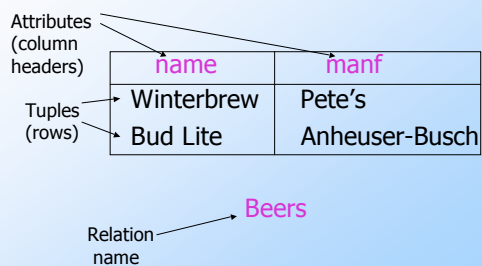 Attributes
(column
headers)
name manf
Tuples
(rows)
Winterbrew Pete's
Bud Lite Anheuser-Busch
Beers
Relation
name